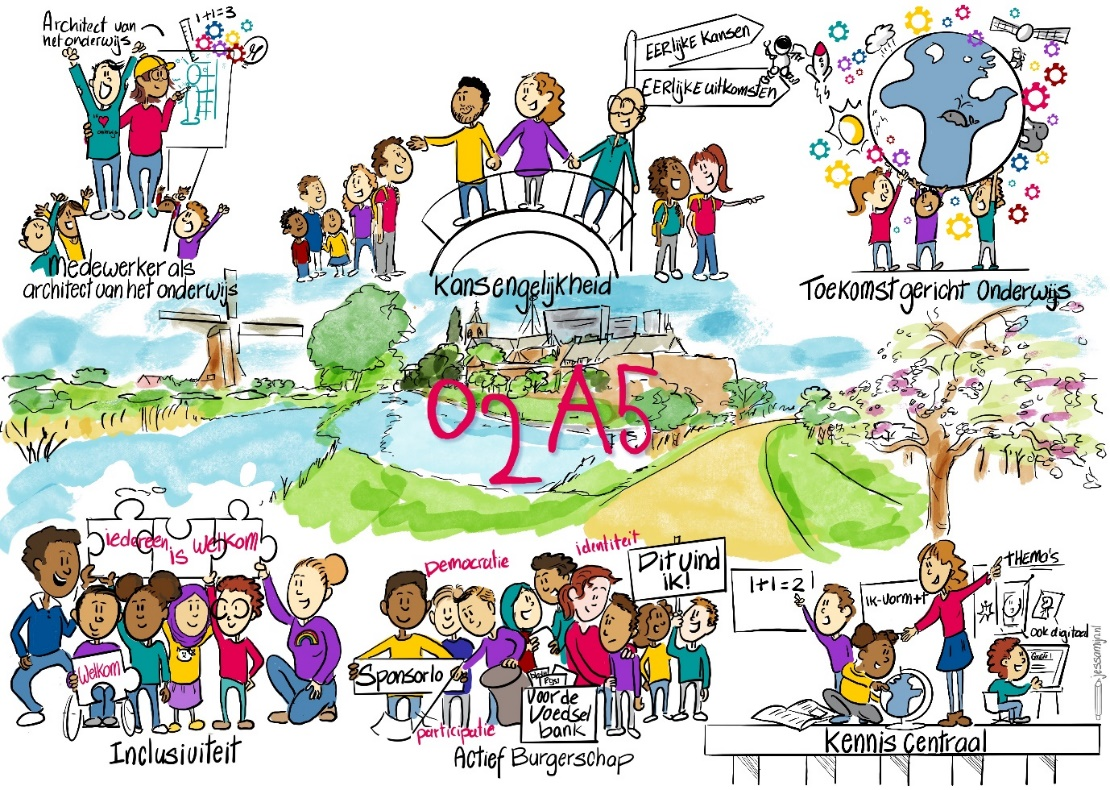 Architect van
het onderwijs
1+1=3
Medewerker als
architect van het onderwijs
EERlijke Kansen
EERlijke uitkomsten
Kansengelijkheid
Toekomstgericht Onderwijs
O2A5
iedereen is welkom
Welkom
Inclusiviteit
Democratie
identiteit
Dit vind
ik!
Sponsorlo
Voor de
Voedsel
bank
participatie
Actief Burgerschap
1+1=2
ik-vorm+t
THEMA'S
ook digitaal
Kennis Centraal
jessamijn.nl